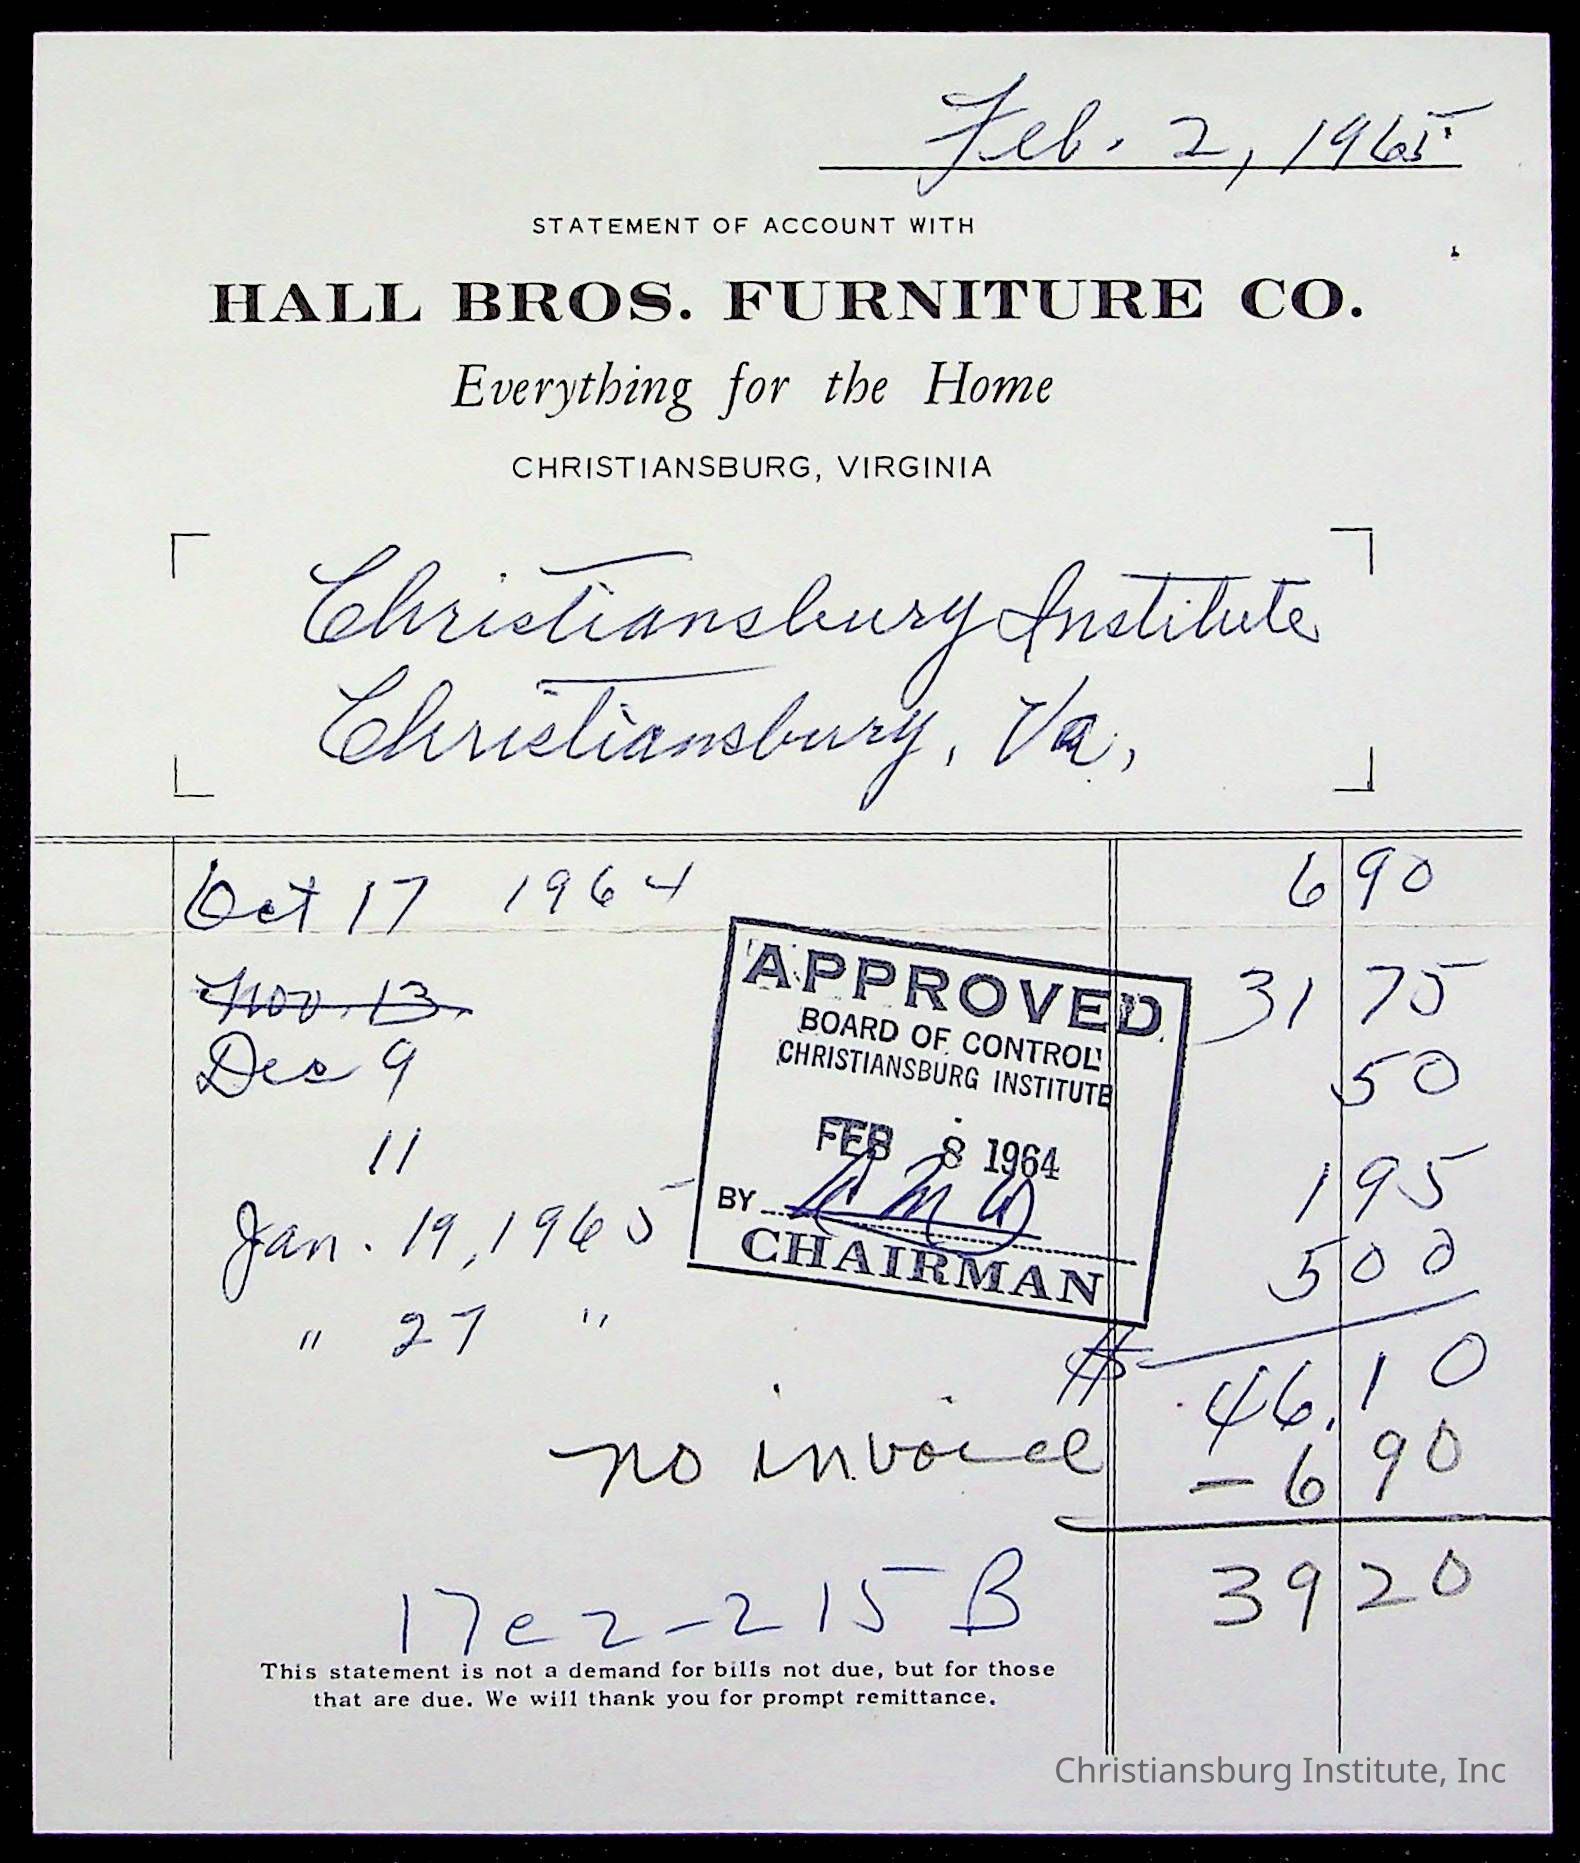 Feb. 2, 1965
STATEMENT OF ACCOUNT WITH
HALL BROS. FURNITURE CO.
Everything for the Home
CHRISTIANSBURG, VIRGINIA
Christiansburg Institute
Christiansburg, Va.
Oct 17 1964 6 90
Nov. 13. 31 75
Dec 9 50
11 1 95
Jan. 19, 1965 5 00
" 27 "
APPROVED
BOARD OF CONTROL
CHRISTIANSBURG INSTITUTE
FEB 8 1964
BY
CHAIRMAN
$ 46.10
no invoice - 6 90
39 20
17e2-215 B
This statement is not a demand for bills not due, but for those
that are due. We will thank you for prompt remittance.
Christiansburg Institute, Inc